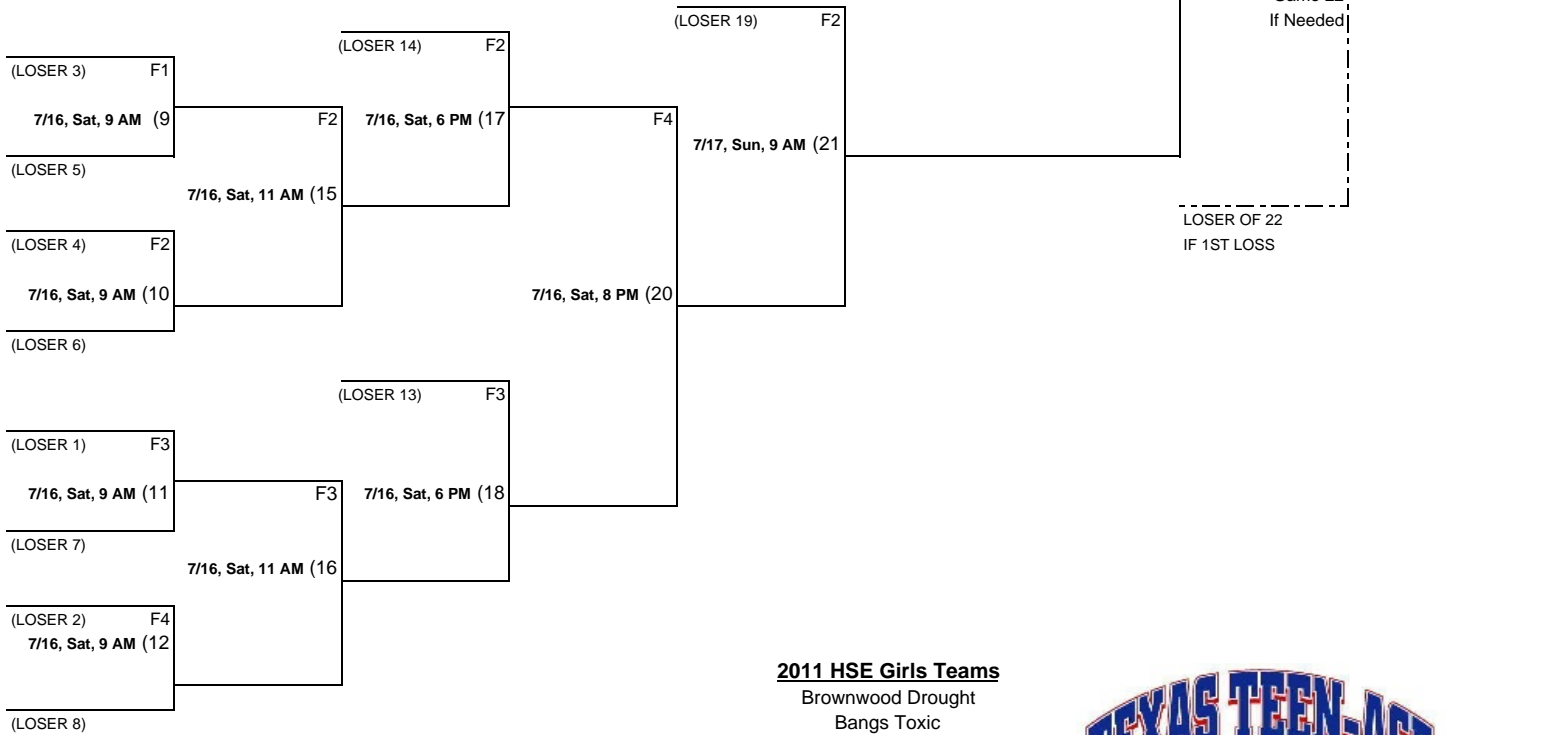 If Needed
(LOSER 19) F2
(LOSER 14) F2
(LOSER 3) F1
7/16, Sat, 9 AM (9
F2
7/16, Sat, 6 PM (17
F4
7/17, Sun, 9 AM (21
(LOSER 5)
7/16, Sat, 11 AM (15
LOSER OF 22
IF 1ST LOSS
(LOSER 4) F2
7/16, Sat, 9 AM (10
7/16, Sat, 8 PM (20
(LOSER 6)
(LOSER 13) F3
(LOSER 1) F3
7/16, Sat, 9 AM (11
F3
7/16, Sat, 6 PM (18
(LOSER 7)
7/16, Sat, 11 AM (16
(LOSER 2) F4
7/16, Sat, 9 AM (12
(LOSER 8)
2011 HSE Girls Teams
Brownwood Drought
Bangs Toxic
TEXAS TEEN-AGE